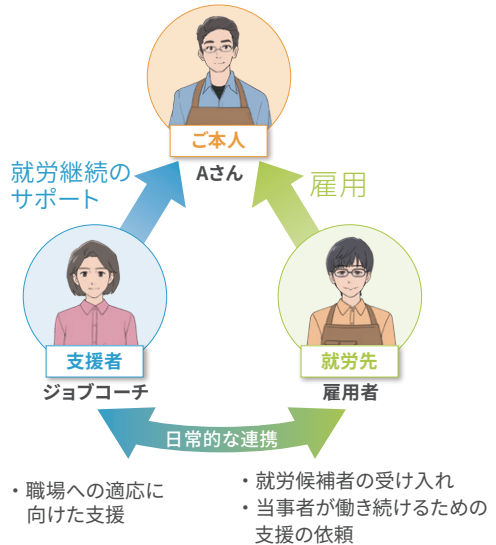 ご本人
Aさん
就労継続の
サポート
雇用
支援者
ジョブコーチ
就労先
雇用者
日常的な連携
・職場への適応に
向けた支援
・就労候補者の受け入れ
・当事者が働き続けるための
支援の依頼